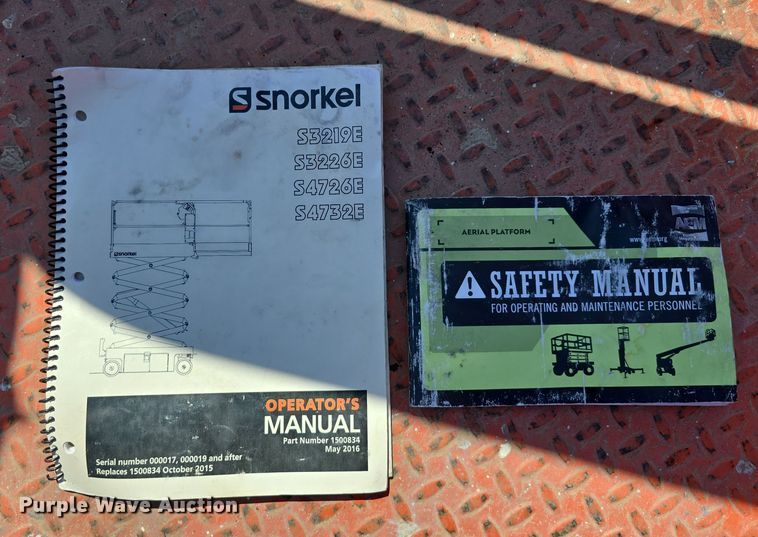 snorkel
S3219E
S3226E
S4726E
S4732E
snorkel
OPERATOR'S
MANUAL
Part Number 1500834
May 2016
Serial number 000017, 000019 and after
Replaces 1500834 October 2015
AEM
AERIAL PLATFORM
SAFETY MANUAL
FOR OPERATING AND MAINTENANCE PERSONNEL
Purple Wave Auction